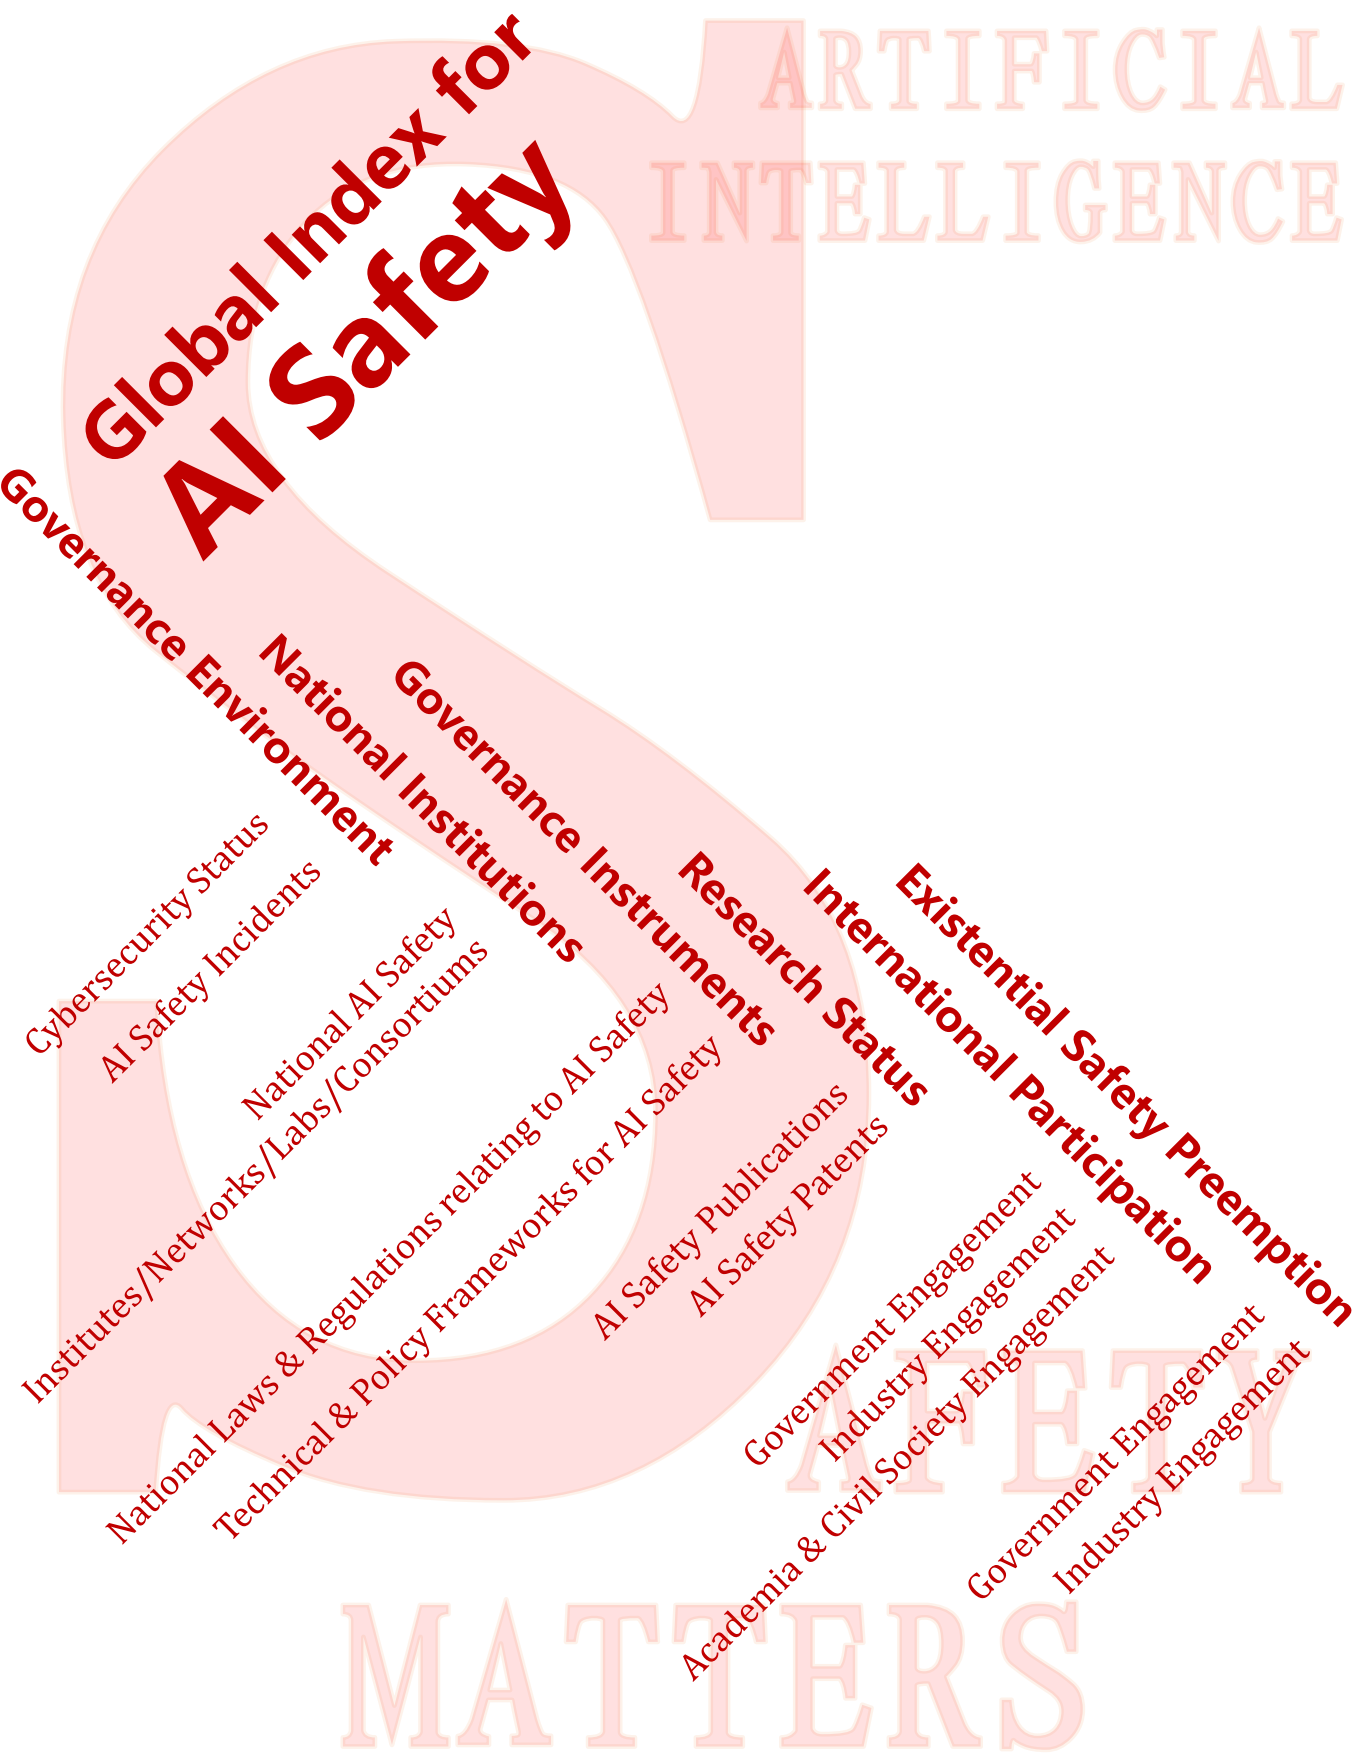 ARTIFICIAL
INTELLIGENCE
Global Index for
AI Safety
Governance Environment
Cybersecurity Status
AI Safety Incidents
National Institutions
National AI Safety
Institutes/Networks/Labs/Consortiums
Governance Instruments
National Laws & Regulations relating to AI Safety
Technical & Policy Frameworks for AI Safety
Research Status
AI Safety Publications
AI Safety Patents
International Participation
Government Engagement
Industry Engagement
Academia & Civil Society Engagement
Existential Safety Preemption
Government Engagement
Industry Engagement
SAFETY
MATTERS